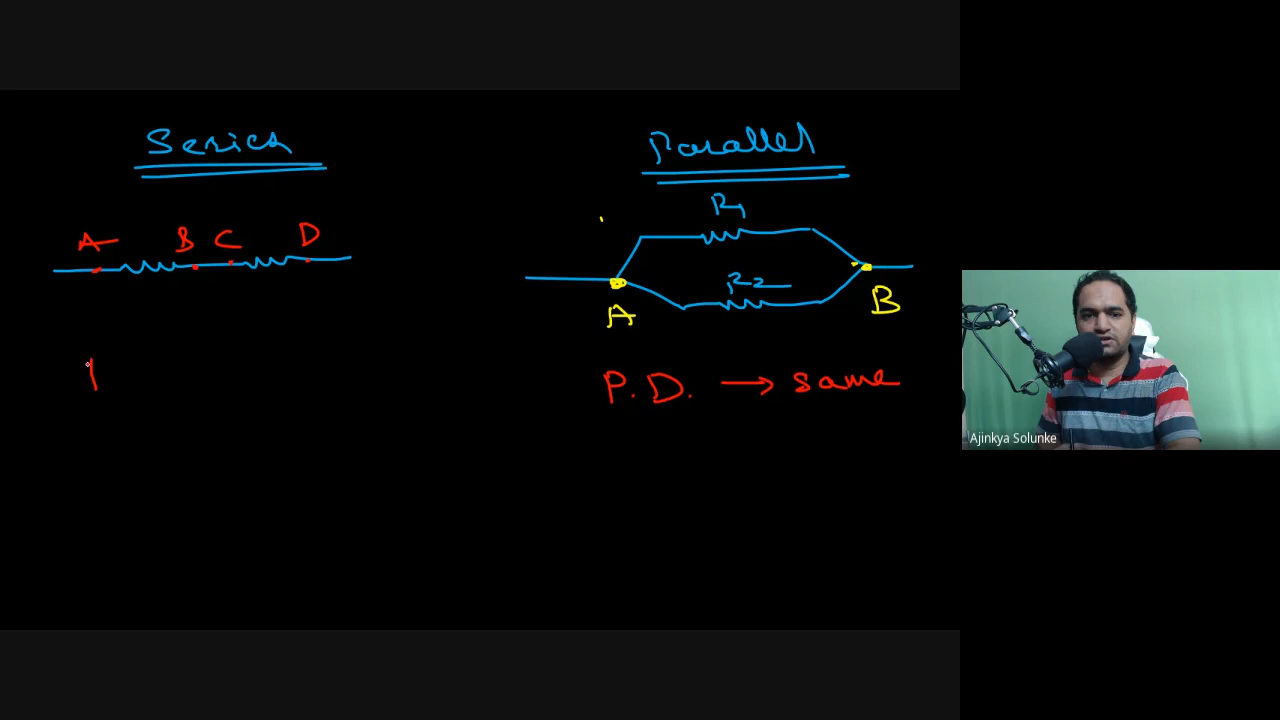 Series
Parallel
A B C D
R1
R2
A
B
P.D. → same
Ajinkya Solunke